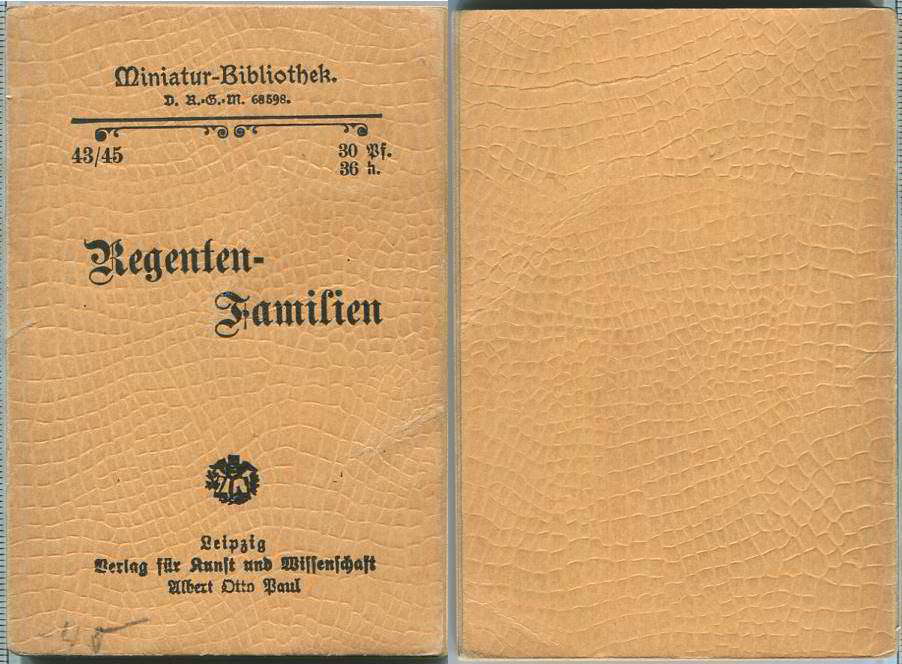 Miniatur-Bibliothek.
D. R.-G.-M. 68598.
43/45
30 Pf.
36 h.
Regenten-
Familien
Leipzig
Verlag für Kunst und Wissenschaft
Albert Otto Paul